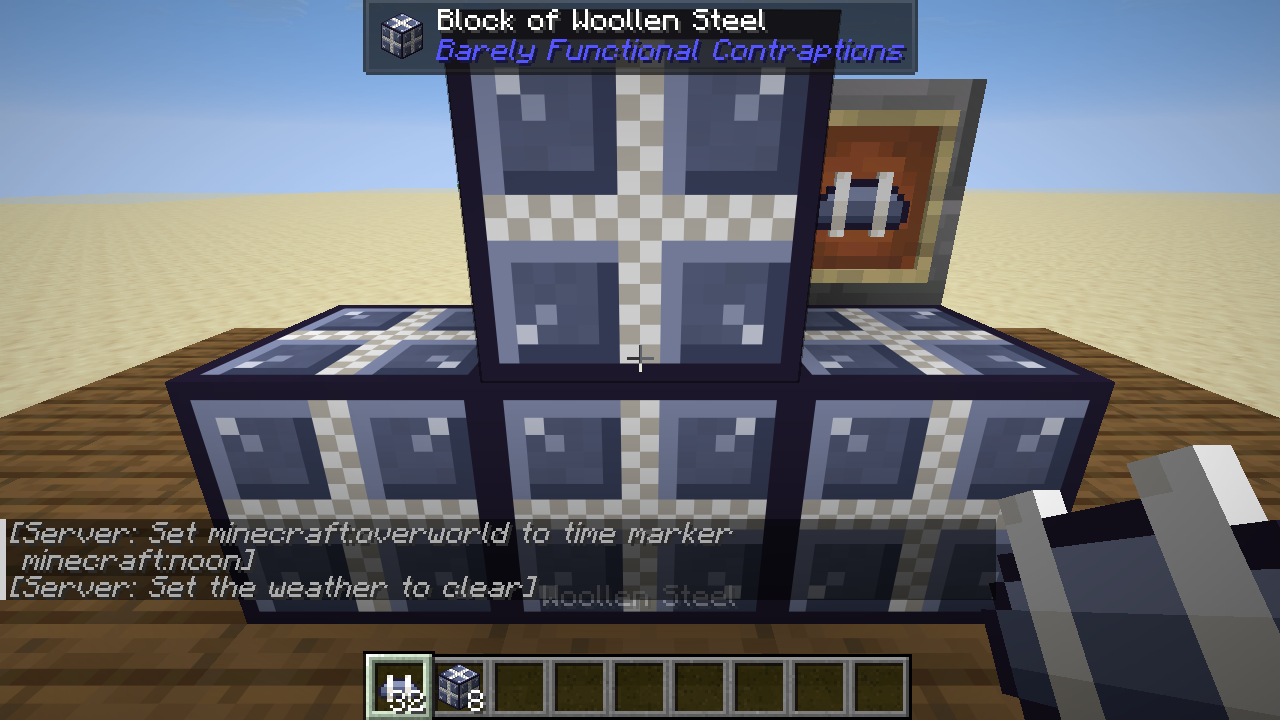 Block of Woollen Steel
Barely Functional Contraptions
[Server: Set minecraft:overworld to time marker
minecraft:noon]
[Server: Set the weather to clear]
Woollen Steel
32 8